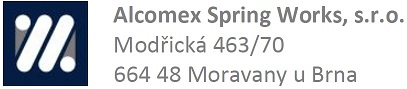 Alcomex Spring Works, s.r.o.
Modřická 463/70
664 48 Moravany u Brna